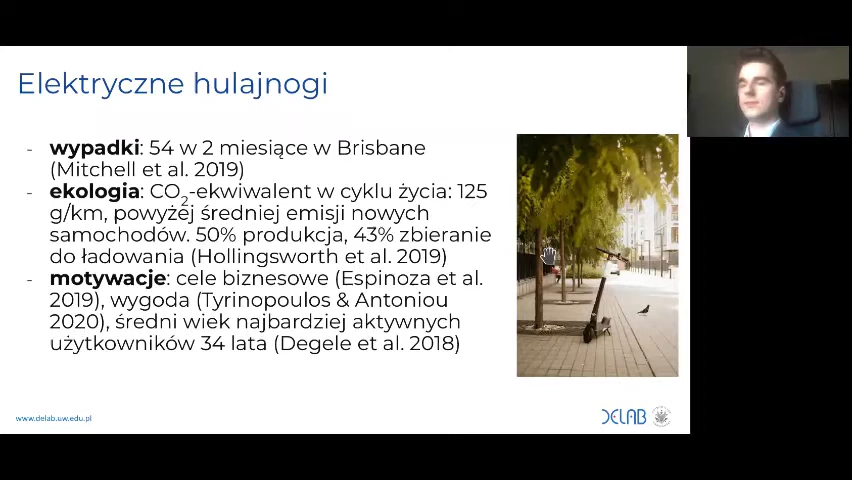 Elektryczne hulajnogi
- wypadki: 54 w 2 miesiące w Brisbane
(Mitchell et al. 2019)
- ekologia: CO2-ekwiwalent w cyklu życia: 125
g/km, powyżej średniej emisji nowych
samochodów. 50% produkcja, 43% zbieranie
do ładowania (Hollingsworth et al. 2019)
- motywacje: cele biznesowe (Espinoza et al.
2019), wygoda (Tyrinopoulos & Antoniou
2020), średni wiek najbardziej aktywnych
użytkowników 34 lata (Degele et al. 2018)
www.delab.uw.edu.pl
DELAB